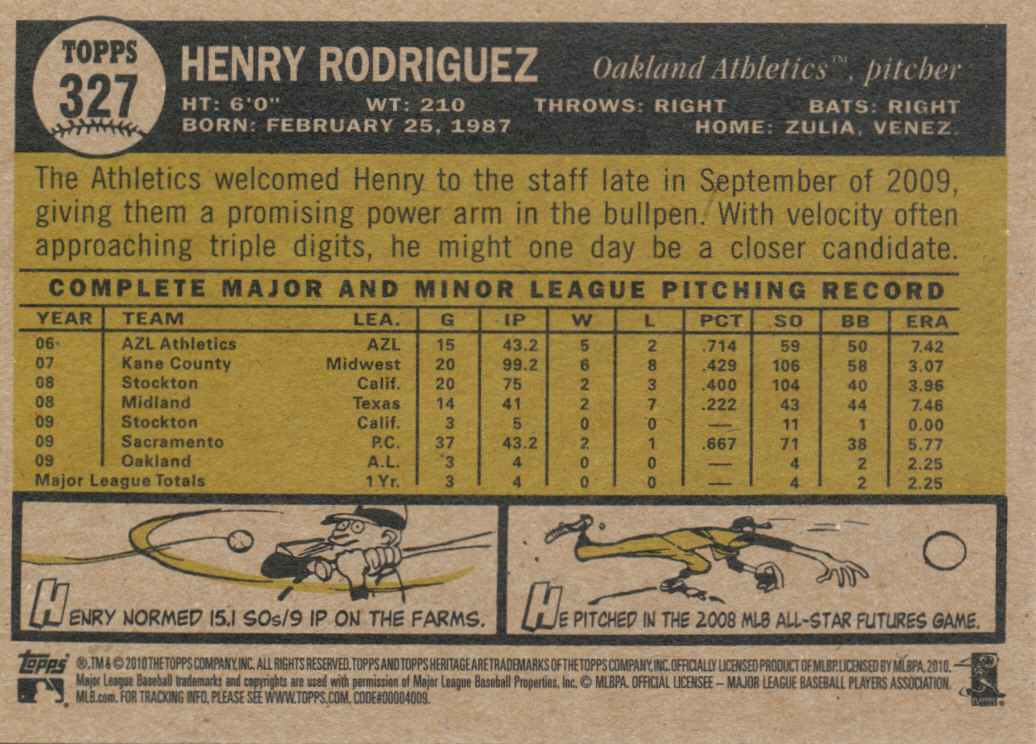 TOPPS
327
HENRY RODRIGUEZ Oakland Athletics™, pitcher
HT: 6'0" WT: 210 THROWS: RIGHT BATS: RIGHT
BORN: FEBRUARY 25, 1987 HOME: ZULIA, VENEZ.
The Athletics welcomed Henry to the staff late in September of 2009,
giving them a promising power arm in the bullpen. With velocity often
approaching triple digits, he might one day be a closer candidate.
COMPLETE MAJOR AND MINOR LEAGUE PITCHING RECORD
YEAR TEAM LEA. G IP W L PCT SO BB ERA
06 AZL Athletics AZL 15 43.2 5 2 .714 59 50 7.42
07 Kane County Midwest 20 99.2 6 8 .429 106 58 3.07
08 Stockton Calif. 20 75 2 3 .400 104 40 3.96
08 Midland Texas 14 41 2 7 .222 43 44 7.46
09 Stockton Calif. 3 5 0 0 — 11 1 0.00
09 Sacramento P.C. 37 43.2 2 1 .667 71 38 5.77
09 Oakland A.L. 3 4 0 0 — 4 2 2.25
Major League Totals 1 Yr. 3 4 0 0 — 4 2 2.25
HENRY NORMED 15.1 SOs/9 IP ON THE FARMS.
HE PITCHED IN THE 2008 MLB ALL-STAR FUTURES GAME.
topps ®, TM & © 2010 THE TOPPS COMPANY, INC. ALL RIGHTS RESERVED. TOPPS AND TOPPS HERITAGE ARE TRADEMARKS OF THE TOPPS COMPANY, INC. OFFICIALLY LICENSED PRODUCT OF MLBP. LICENSED BY MLBPA, 2010.
Major League Baseball trademarks and copyrights are used with permission of Major League Baseball Properties, Inc. © MLBPA. OFFICIAL LICENSEE – MAJOR LEAGUE BASEBALL PLAYERS ASSOCIATION.
MLB.com. FOR TRACKING INFO, PLEASE SEE WWW.TOPPS.COM. CODE#00004009.